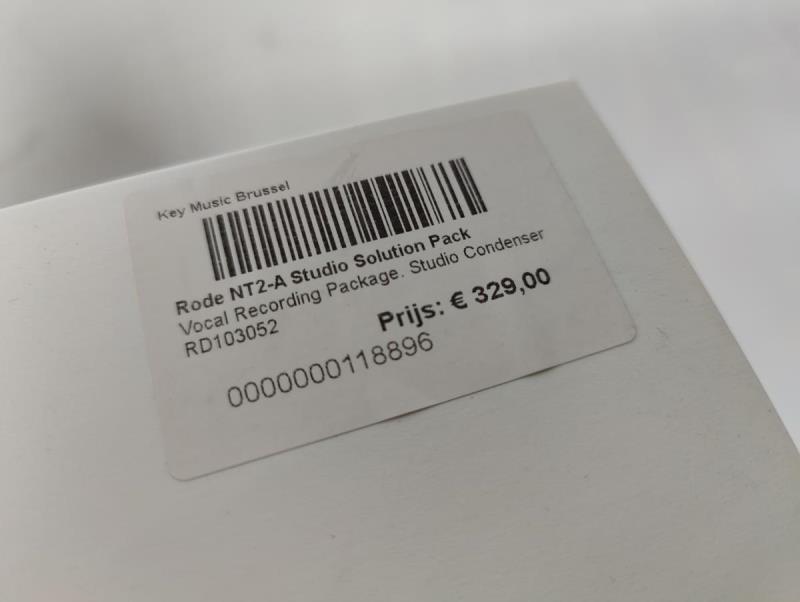 Key Music Brussel
Rode NT2-A Studio Solution Pack
Vocal Recording Package. Studio Condenser
RD103052
Prijs: € 329,00
0000000118896